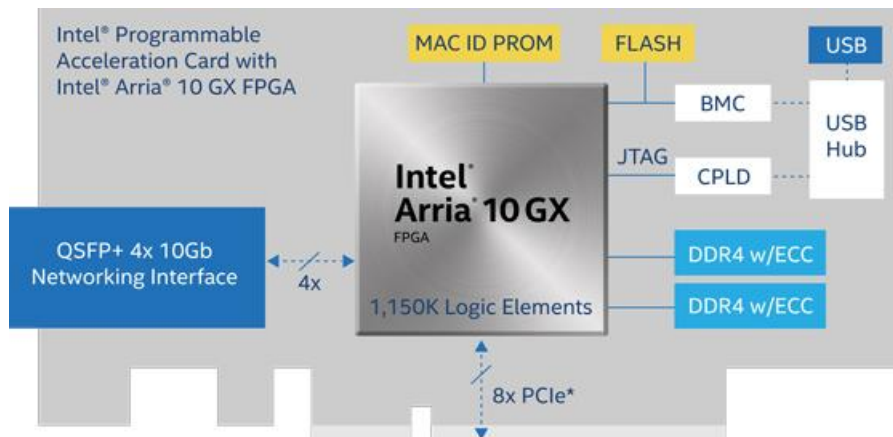 Intel® Programmable
Acceleration Card with
Intel® Arria® 10 GX FPGA
MAC ID PROM
FLASH
USB
BMC
USB
Hub
JTAG
CPLD
Intel®
Arria® 10 GX
FPGA
1,150K Logic Elements
QSFP+ 4x 10Gb
Networking Interface
4x
DDR4 w/ECC
DDR4 w/ECC
8x PCIe*